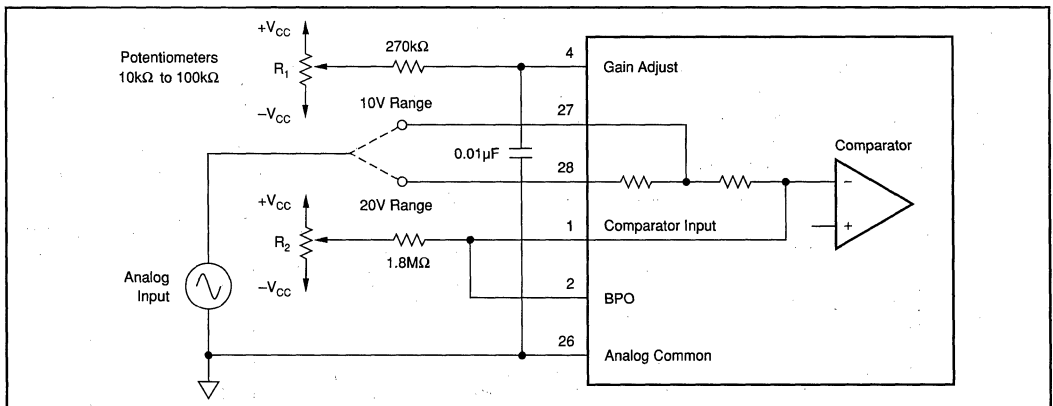 +VCC
Potentiometers
10kΩ to 100kΩ
R1
270kΩ
4
Gain Adjust
−VCC
10V Range
27
Comparator
0.01µF
28
−
+
20V Range
+VCC
R2
1.8MΩ
1
Comparator Input
Analog
Input
−VCC
2
BPO
26
Analog Common